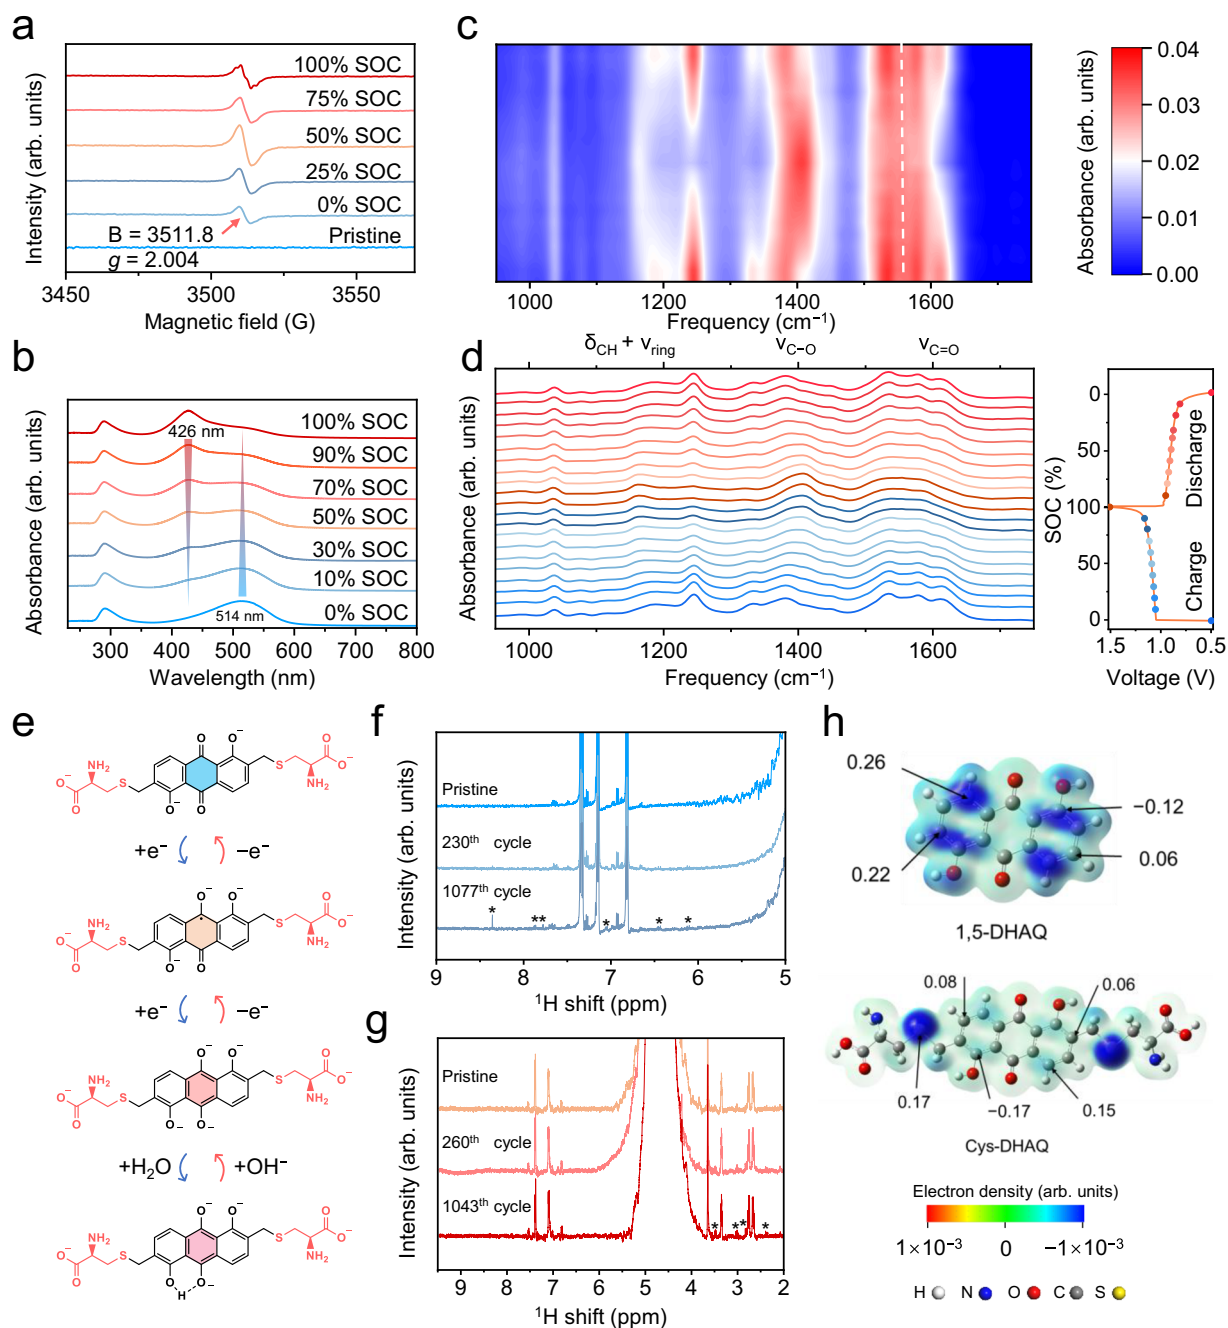 a
100% SOC
75% SOC
50% SOC
25% SOC
0% SOC
Pristine
B = 3511.8
g = 2.004
Intensity (arb. units)
3450
3500
3550
Magnetic field (G)
b
100% SOC
426 nm
90% SOC
70% SOC
50% SOC
30% SOC
10% SOC
0% SOC
514 nm
Absorbance (arb. units)
300
400
500
600
700
800
Wavelength (nm)
c
1000
1200
1400
1600
Frequency (cm⁻¹)
Absorbance (arb. units)
0.04
0.03
0.02
0.01
0.00
d
δCH + νring
νC−O
νC=O
Absorbance (arb. units)
1000
1200
1400
1600
Frequency (cm⁻¹)
0
50
100
50
0
SOC (%)
Discharge
Charge
1.5
1.0
0.5
Voltage (V)
e
O
O⁻
NH₂
S
O
O⁻
O
O⁻
O⁻
O
S
NH₂
+e⁻
−e⁻
O⁻
O⁻
NH₂
S
O
O⁻
O
O⁻
O⁻
O
S
NH₂
+e⁻
−e⁻
O⁻
O⁻
NH₂
S
O
O⁻
O
O⁻
O⁻
O⁻
S
NH₂
+H₂O
+OH⁻
O⁻
O⁻
NH₂
S
O
O⁻
O
O⁻
O
O⁻
H
S
NH₂
f
Pristine
230th cycle
1077th cycle
*
**
*
*
*
Intensity (arb. units)
9
8
7
6
5
¹H shift (ppm)
g
Pristine
260th cycle
1043th cycle
*
*
*
*
Intensity (arb. units)
9
8
7
6
5
4
3
2
¹H shift (ppm)
h
0.26
−0.12
0.22
0.06
1,5-DHAQ
0.08
0.06
0.17
−0.17
0.15
Cys-DHAQ
Electron density (arb. units)
1×10⁻³
0
−1×10⁻³
H
N
O
C
S